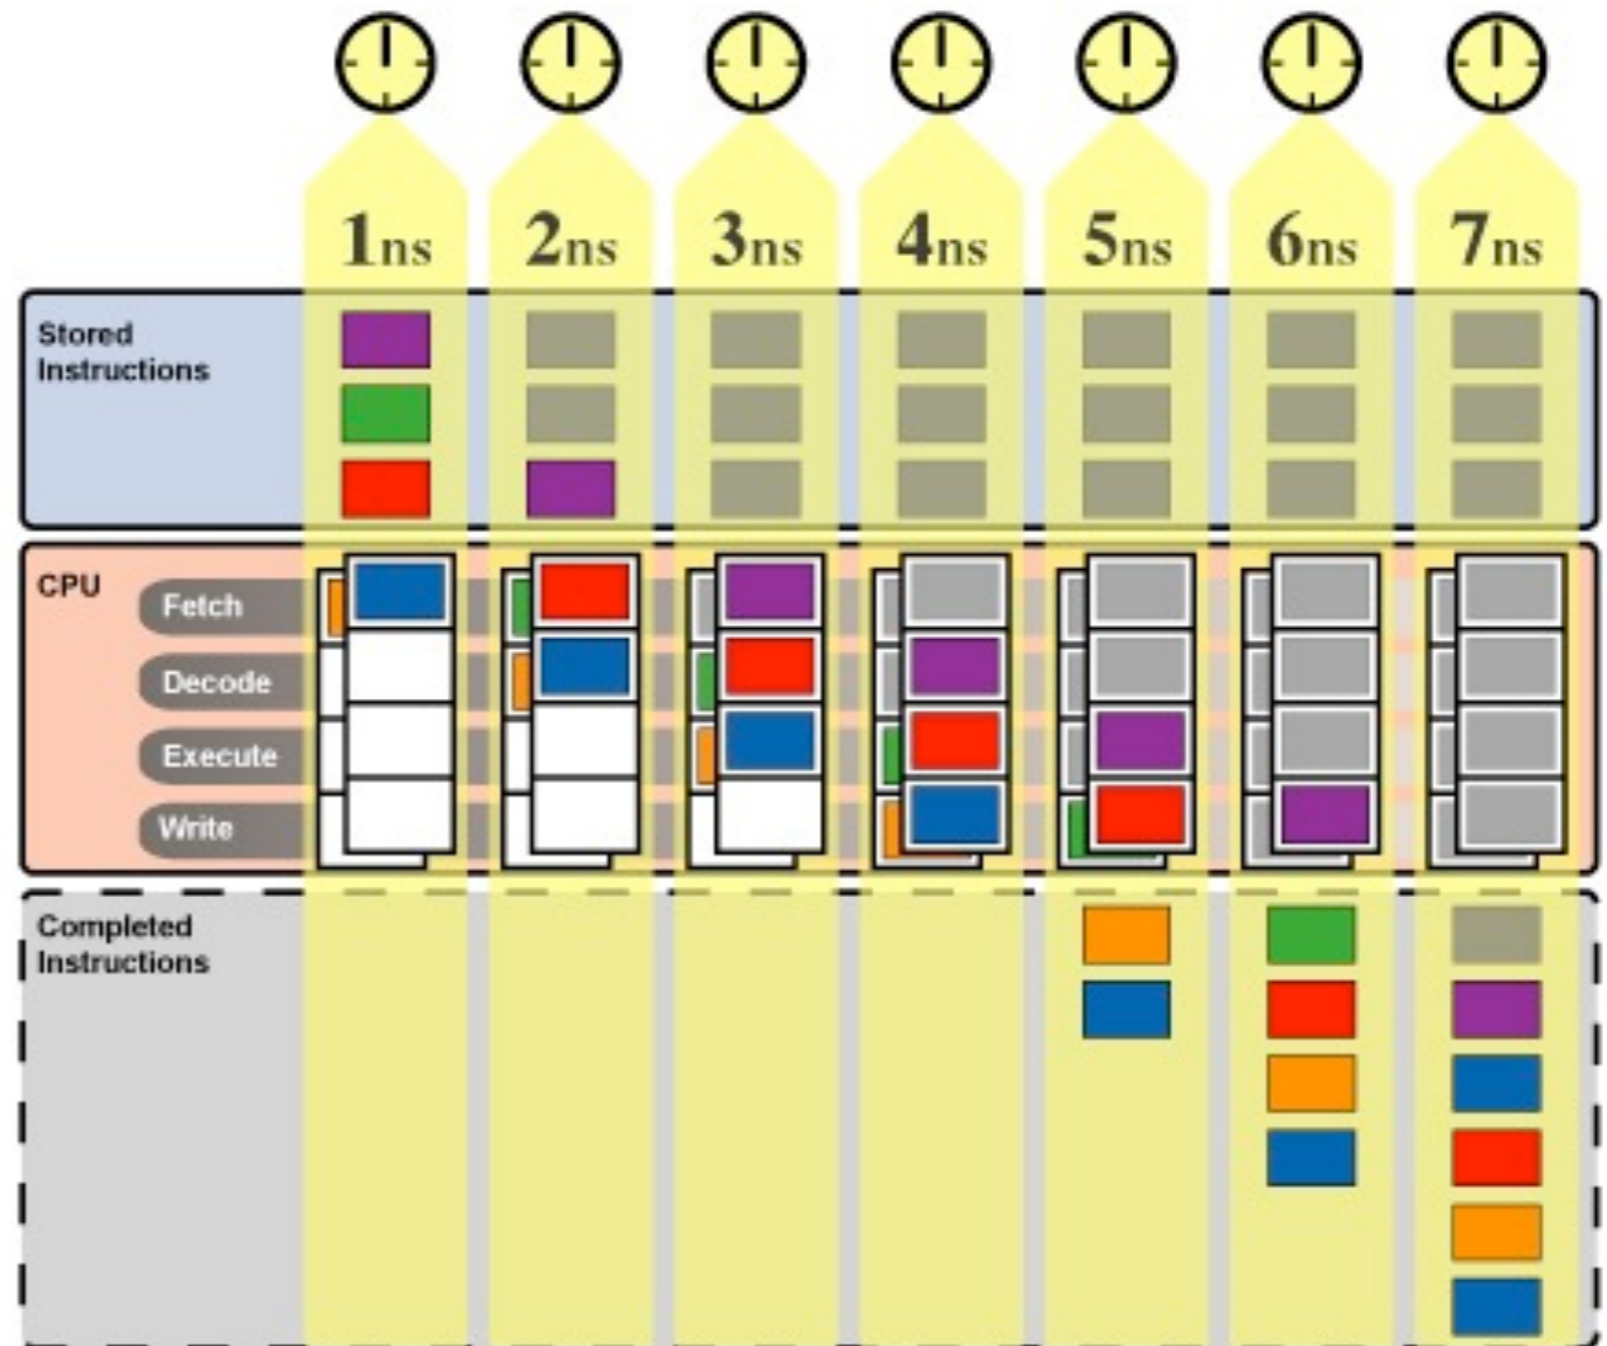 1ns 2ns 3ns 4ns 5ns 6ns 7ns
Stored
Instructions
CPU
Fetch
Decode
Execute
Write
Completed
Instructions